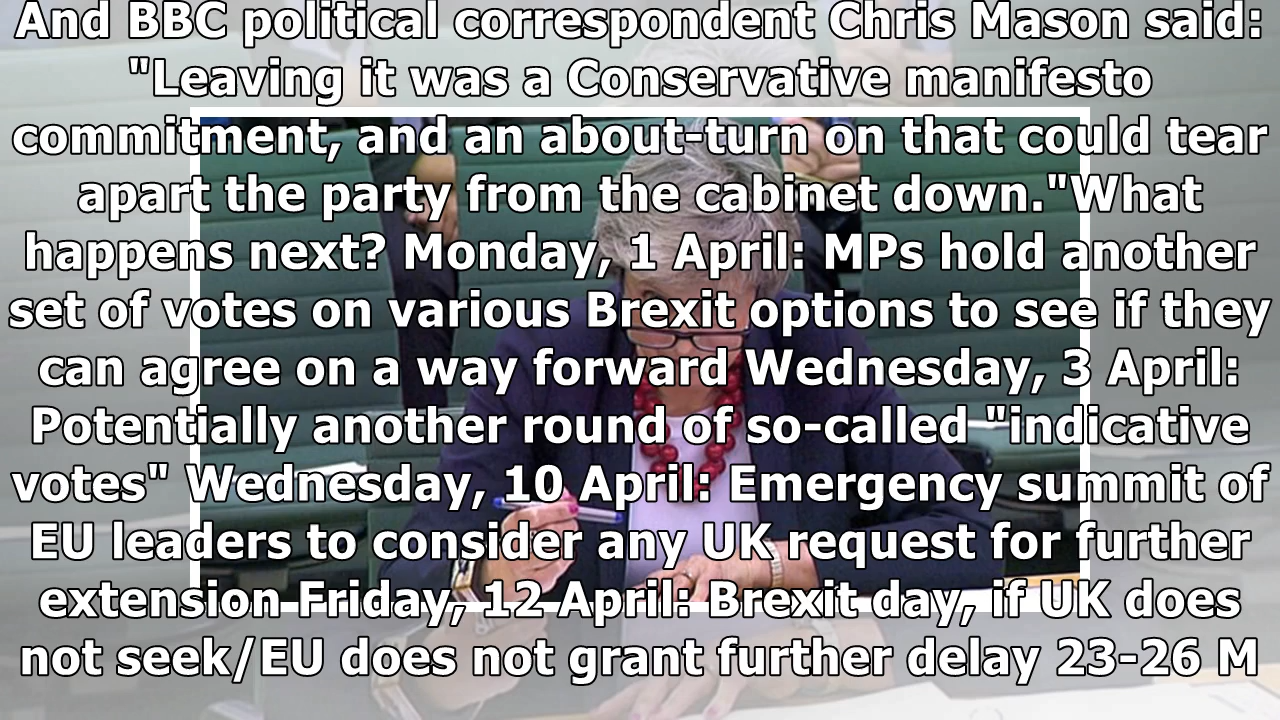 And BBC political correspondent Chris Mason said:
"Leaving it was a Conservative manifesto
commitment, and an about-turn on that could tear
apart the party from the cabinet down."What
happens next? Monday, 1 April: MPs hold another
set of votes on various Brexit options to see if they
can agree on a way forward Wednesday, 3 April:
Potentially another round of so-called "indicative
votes" Wednesday, 10 April: Emergency summit of
EU leaders to consider any UK request for further
extension Friday, 12 April: Brexit day, if UK does
not seek/EU does not grant further delay 23-26 M